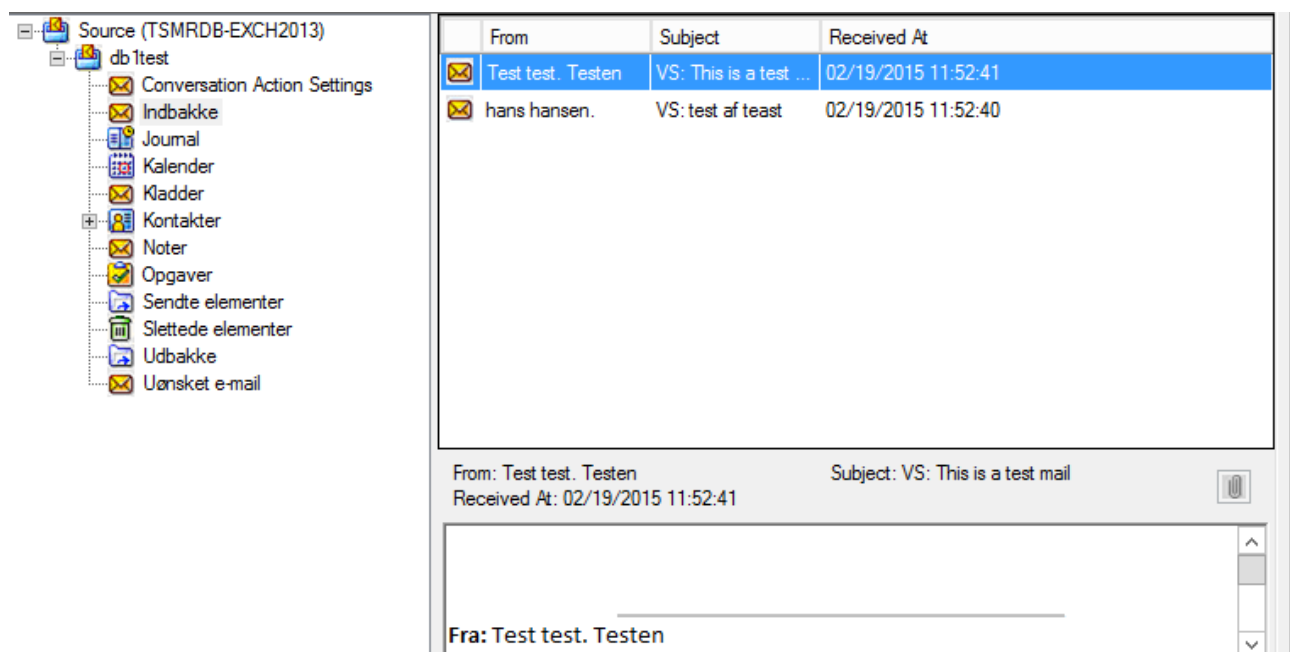 Source (TSMRDB-EXCH2013)
db1test
Conversation Action Settings
Indbakke
Journal
Kalender
Kladder
Kontakter
Noter
Opgaver
Sendte elementer
Slettede elementer
Udbakke
Uønsket e-mail
From Subject Received At
Test test. Testen VS: This is a test ... 02/19/2015 11:52:41
hans hansen. VS: test af teast 02/19/2015 11:52:40
From: Test test. Testen Subject: VS: This is a test mail
Received At: 02/19/2015 11:52:41
Fra: Test test. Testen